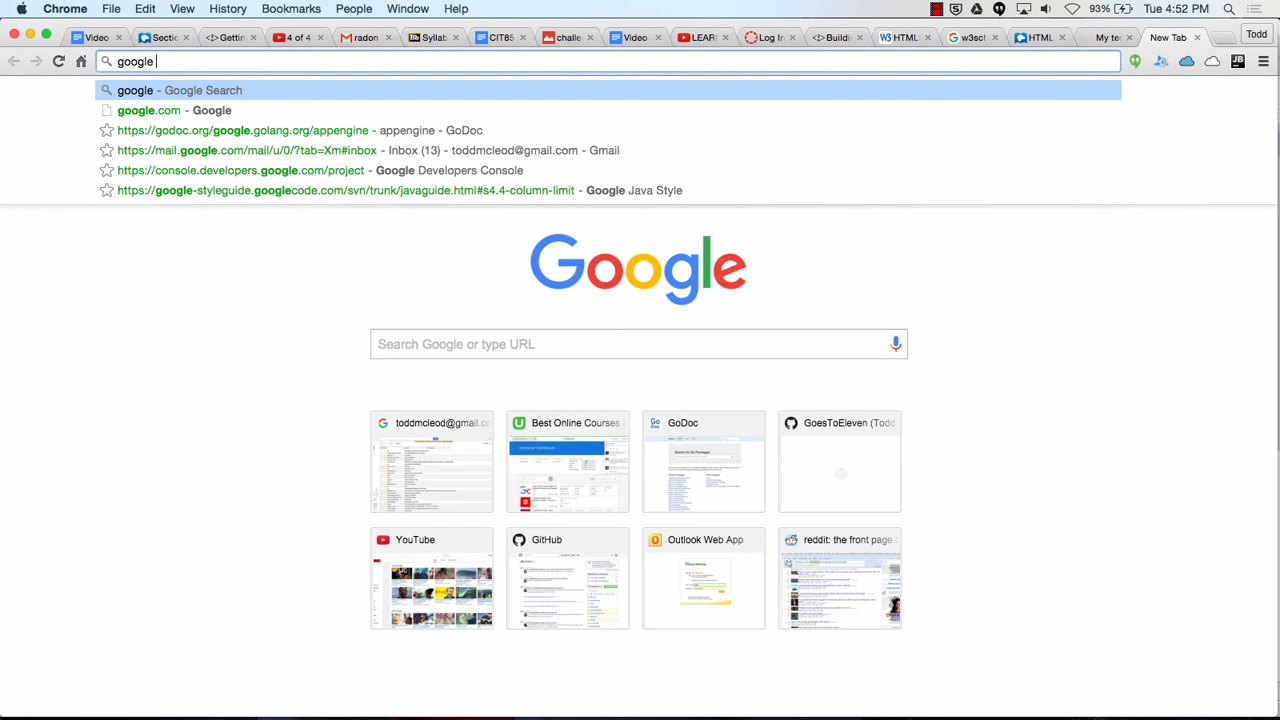 Chrome File Edit View History Bookmarks People Window Help 93% Tue 4:52 PM
Video Sectic Gettin 4 of 4 radon Syllab CITES challe Video LEAR Log In Buildi HTML w3scl HTML My te New Tab Todd
google
google - Google Search
google.com - Google
https://godoc.org/google.golang.org/appengine - appengine - GoDoc
https://mail.google.com/mail/u/0/?tab=Xm#inbox - Inbox (13) - toddmcleod@gmail.com - Gmail
https://console.developers.google.com/project - Google Developers Console
https://google-styleguide.googlecode.com/svn/trunk/javaguide.html#s4.4-column-limit - Google Java Style
Google
Search Google or type URL
toddmcleod@gmail.c Best Online Courses GoDoc GoesToEleven (Todd
YouTube GitHub Outlook Web App reddit: the front page